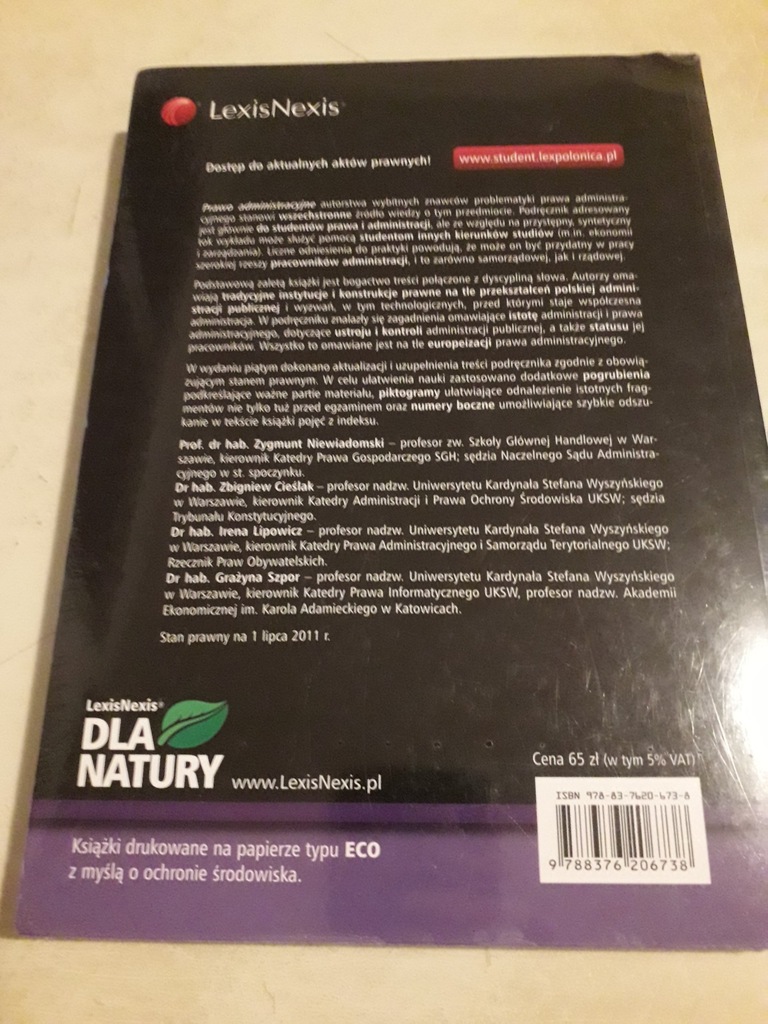 LexisNexis®
Dostęp do aktualnych aktów prawnych!
www.student.lexpolonica.pl
Prawo administracyjne autorstwa wybitnych znawców problematyki prawa administra-
cyjnego stanowi wszechstronne źródło wiedzy o tym przedmiocie. Podręcznik adresowany
jest głównie do studentów prawa i administracji, ale ze względu na przystępny, syntetyczny
tok wykładu może służyć pomocą studentom innych kierunków studiów (m.in. ekonomii
i zarządzania). Liczne odniesienia do praktyki powodują, że może on być przydatny w pracy
szerokiej rzeszy pracowników administracji, i to zarówno samorządowej, jak i rządowej.
Podstawową zaletą książki jest bogactwo treści połączone z dyscypliną słowa. Autorzy oma-
wiają tradycyjne instytucje i konstrukcje prawne na tle przekształceń polskiej admini-
stracji publicznej i wyzwań, w tym technologicznych, przed którymi staje współczesna
administracja. W podręczniku znalazły się zagadnienia omawiające istotę administracji i prawa
administracyjnego, dotyczące ustroju i kontroli administracji publicznej, a także statusu jej
pracowników. Wszystko to omawiane jest na tle europeizacji prawa administracyjnego.
W wydaniu piątym dokonano aktualizacji i uzupełnienia treści podręcznika zgodnie z obowią-
zującym stanem prawnym. W celu ułatwienia nauki zastosowano dodatkowe pogrubienia
podkreślające ważne partie materiału, piktogramy ułatwiające odnalezienie istotnych frag-
mentów nie tylko tuż przed egzaminem oraz numery boczne umożliwiające szybkie odszu-
kanie w tekście książki pojęć z indeksu.
Prof. dr hab. Zygmunt Niewiadomski – profesor zw. Szkoły Głównej Handlowej w War-
szawie, kierownik Katedry Prawa Gospodarczego SGH; sędzia Naczelnego Sądu Administra-
cyjnego w st. spoczynku.
Dr hab. Zbigniew Cieślak – profesor nadzw. Uniwersytetu Kardynała Stefana Wyszyńskiego
w Warszawie, kierownik Katedry Administracji i Prawa Ochrony Środowiska UKSW; sędzia
Trybunału Konstytucyjnego.
Dr hab. Irena Lipowicz – profesor nadzw. Uniwersytetu Kardynała Stefana Wyszyńskiego
w Warszawie, kierownik Katedry Prawa Administracyjnego i Samorządu Terytorialnego UKSW;
Rzecznik Praw Obywatelskich.
Dr hab. Grażyna Szpor – profesor nadzw. Uniwersytetu Kardynała Stefana Wyszyńskiego
w Warszawie, kierownik Katedry Prawa Informatycznego UKSW, profesor nadzw. Akademii
Ekonomicznej im. Karola Adamieckiego w Katowicach.
Stan prawny na 1 lipca 2011 r.
LexisNexis®
DLA
NATURY
www.LexisNexis.pl
Cena 65 zł (w tym 5% VAT)
ISBN 978-83-7620-673-8
9 788376 206738
Książki drukowane na papierze typu ECO
z myślą o ochronie środowiska.